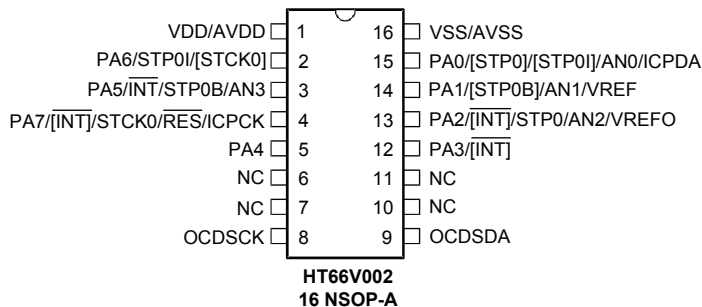 VDD/AVDD 1 16 VSS/AVSS
PA6/STP0I/[STCK0] 2 15 PA0/[STP0]/[STP0I]/AN0/ICPDA
PA5/INT/STP0B/AN3 3 14 PA1/[STP0B]/AN1/VREF
PA7/[INT]/STCK0/RES/ICPCK 4 13 PA2/[INT]/STP0/AN2/VREFO
PA4 5 12 PA3/[INT]
NC 6 11 NC
NC 7 10 NC
OCDSCK 8 9 OCDSDA
HT66V002
16 NSOP-A